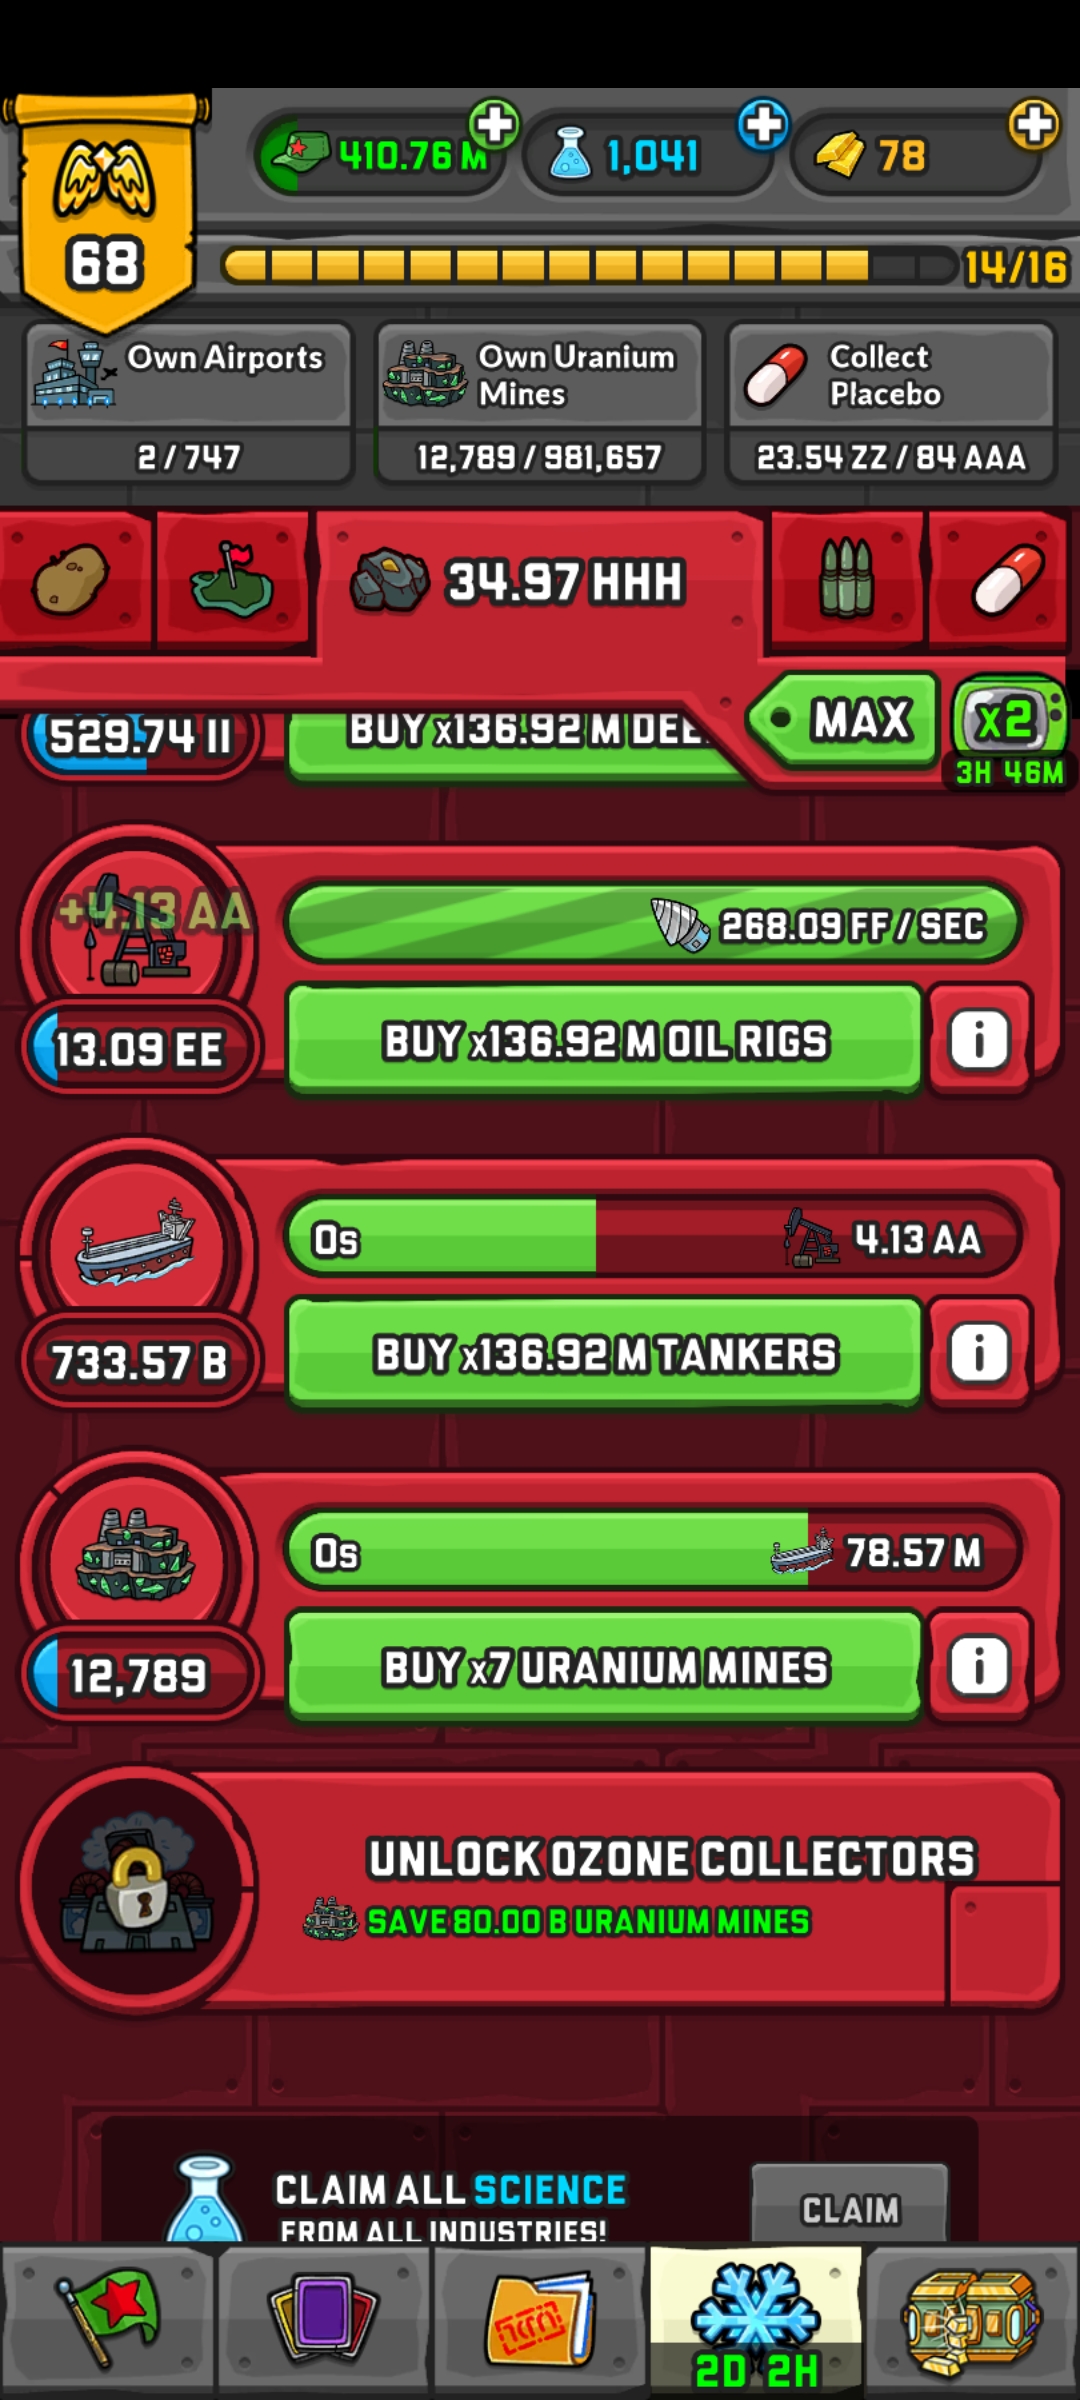 410.76 M
1,041
78
68
14/16
Own Airports
2 / 747
Own Uranium
Mines
12,789 / 981,657
Collect
Placebo
23.54 ZZ / 84 AAA
34.97 HHH
MAX
x2
3H 46M
529.74 II
BUY x136.92 M DEE
+4.13 AA
268.09 FF / SEC
13.09 EE
BUY x136.92 M OIL RIGS
i
0s
4.13 AA
733.57 B
BUY x136.92 M TANKERS
i
0s
78.57 M
12,789
BUY x7 URANIUM MINES
i
UNLOCK OZONE COLLECTORS
SAVE 80.00 B URANIUM MINES
CLAIM ALL SCIENCE
FROM ALL INDUSTRIES!
CLAIM
2D 2H